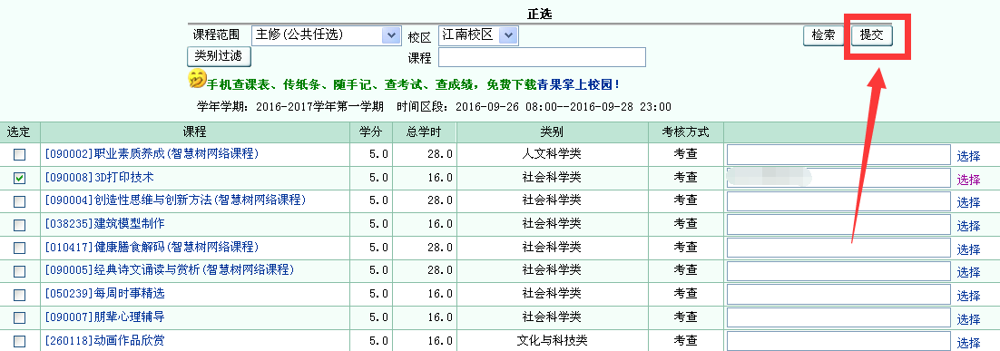 正选
课程范围 主修(公共任选) 校区 江南校区 检索 提交
类别过滤 课程
手机查课表、传纸条、随手记、查考试、查成绩，免费下载青果掌上校园！
学年学期：2016-2017学年第一学期 时间区段：2016-09-26 08:00--2016-09-28 23:00
选定 课程 学分 总学时 类别 考核方式
[090002]职业素质养成(智慧树网络课程) 5.0 28.0 人文科学类 考查 选择
[090008]3D打印技术 5.0 16.0 社会科学类 考查 选择
[090004]创造性思维与创新方法(智慧树网络课程) 5.0 28.0 社会科学类 考查 选择
[038235]建筑模型制作 5.0 16.0 社会科学类 考查 选择
[010417]健康膳食解码(智慧树网络课程) 5.0 28.0 社会科学类 考查 选择
[090005]经典诗文诵读与赏析(智慧树网络课程) 5.0 28.0 社会科学类 考查 选择
[050239]每周时事精选 5.0 16.0 社会科学类 考查 选择
[090007]朋辈心理辅导 5.0 16.0 社会科学类 考查 选择
[260118]动画作品欣赏 5.0 16.0 文化与科技类 考查 选择